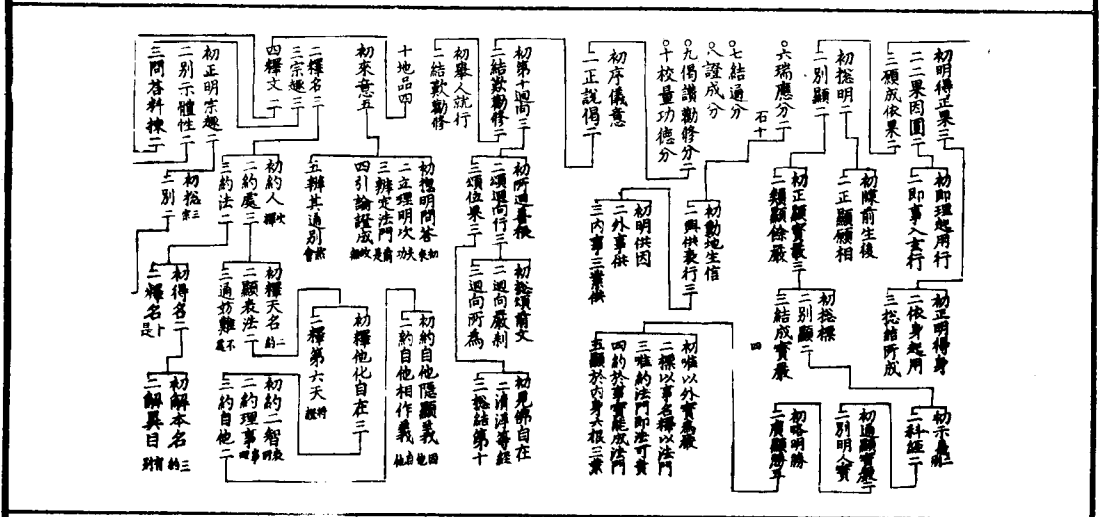 初明得正果三
二二果因圓二
三願成依果二
初總明二
二別顯二
○六瑞應分二
石十
○七結通分
○八證成分
○九偈讚勸修分二
○十校量功德分
初序儀意
二正說偈二
初第十迴向三
二結歎勸修二
初舉人就行
二結歎勸修
十地品四
初來意五
二釋名三
三宗趣三
四釋文二
初正明宗趣二
二別示體性二
三問答料揀二
初即理起用行
二即事入玄行
初陳前生後
二正顯願相
初正顯實嚴三
二類顯餘嚴
初動地生信
二興供表行三
初明供因
二外事供
三內事三業供
初所迴善根
二頌迴向行三
三頌位果三
初總明問答
二立理明次
三辨定法門
四引論證成
五辨其通別
初約人
二約處三
三約法二
初總
二別二
初正明得身
二依身起用
三總結所成
初總標
二別顯二
三結成實嚴
四
初總頌前文
二迴向嚴剎
三迴向所為
初約自他隱顯義
二約自他相作義
初釋他化自在三
二釋第六天
初釋天名
二顯表法二
三通妨難
初得名二
二釋名
二科經二
初通顯實嚴二
二別明人實
初略明勝
二廣顯勝五
初唯以外實為嚴
二標以事名釋以法門
三唯約法門即法可貴
四約於事實能成法門
五顯於內身六根三業
初見佛自在
二清淨等經
三總結第十
初約二智
二約理事
三約自他二
初解本名
二解異目